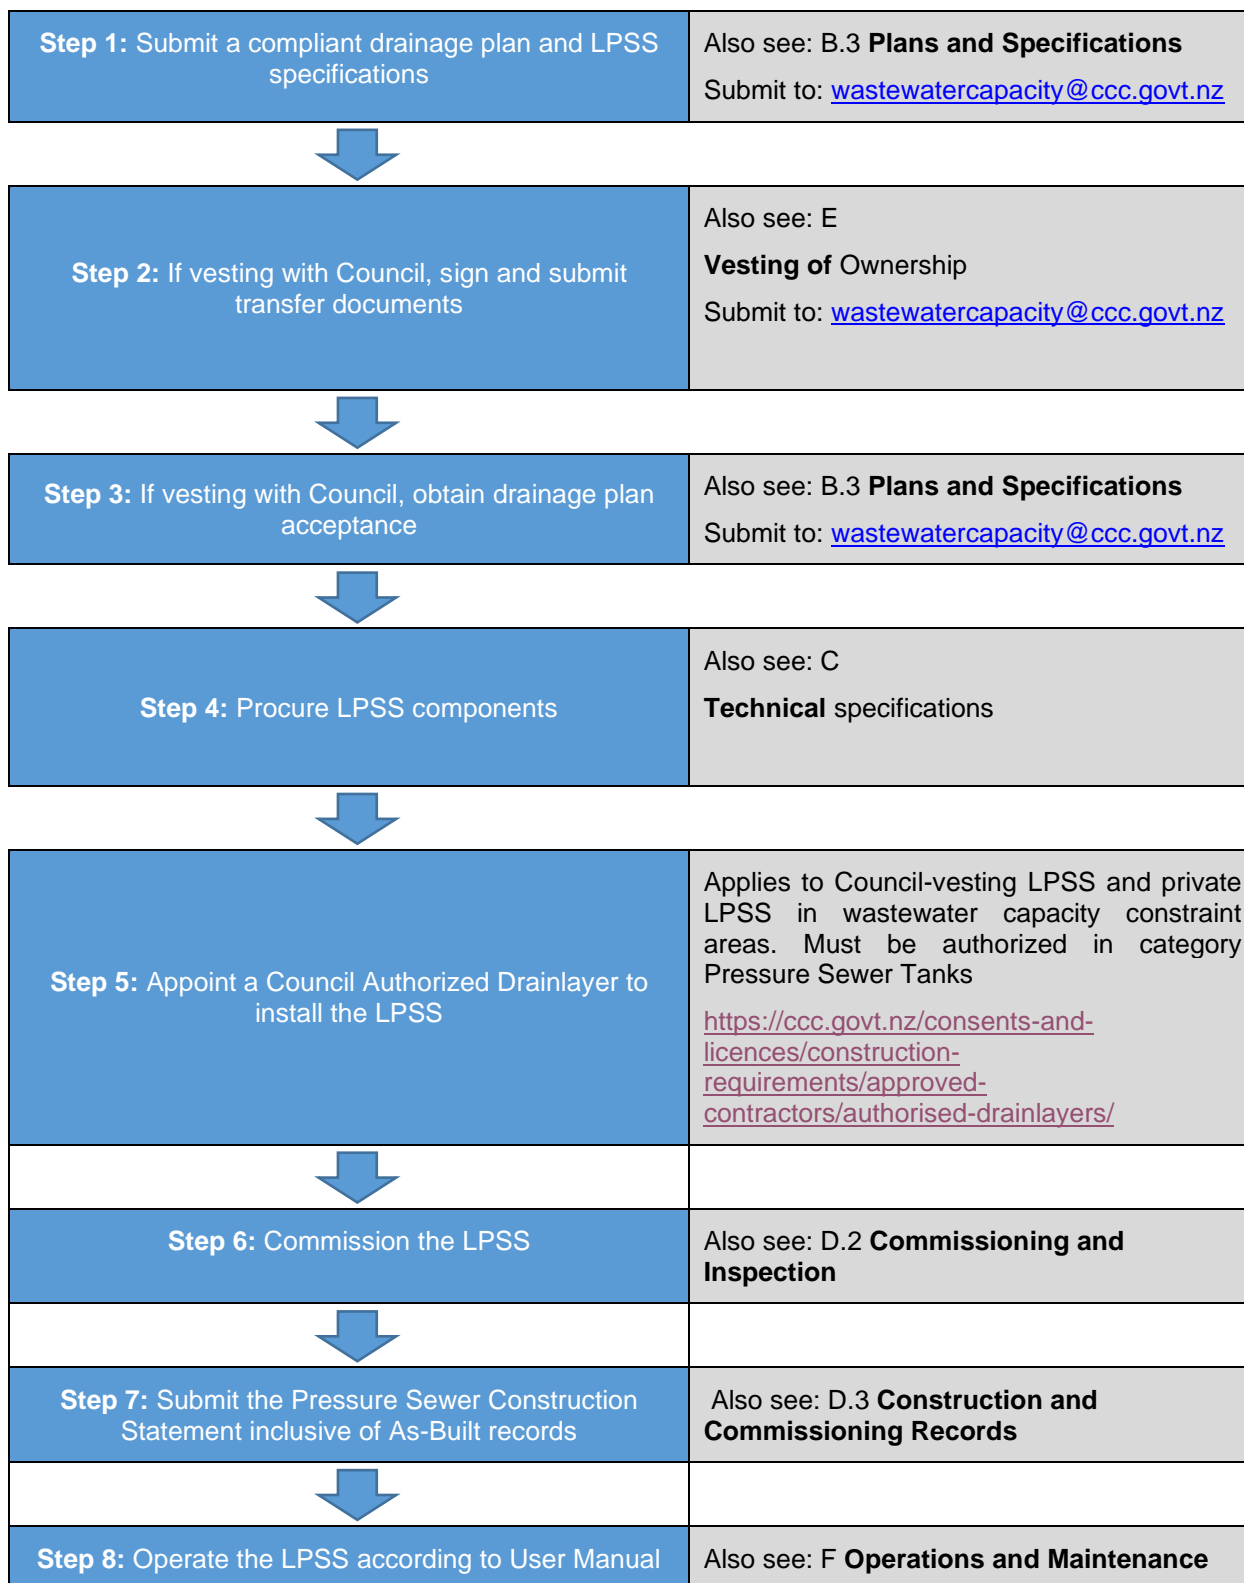 Step 1: Submit a compliant drainage plan and LPSS
specifications
Also see: B.3 Plans and Specifications
Submit to: wastewatercapacity@ccc.govt.nz
Step 2: If vesting with Council, sign and submit
transfer documents
Also see: E
Vesting of Ownership
Submit to: wastewatercapacity@ccc.govt.nz
Step 3: If vesting with Council, obtain drainage plan
acceptance
Also see: B.3 Plans and Specifications
Submit to: wastewatercapacity@ccc.govt.nz
Step 4: Procure LPSS components
Also see: C
Technical specifications
Step 5: Appoint a Council Authorized Drainlayer to
install the LPSS
Applies to Council-vesting LPSS and private
LPSS in wastewater capacity constraint
areas. Must be authorized in category
Pressure Sewer Tanks
https://ccc.govt.nz/consents-and-
licences/construction-
requirements/approved-
contractors/authorised-drainlayers/
Step 6: Commission the LPSS
Also see: D.2 Commissioning and
Inspection
Step 7: Submit the Pressure Sewer Construction
Statement inclusive of As-Built records
Also see: D.3 Construction and
Commissioning Records
Step 8: Operate the LPSS according to User Manual
Also see: F Operations and Maintenance